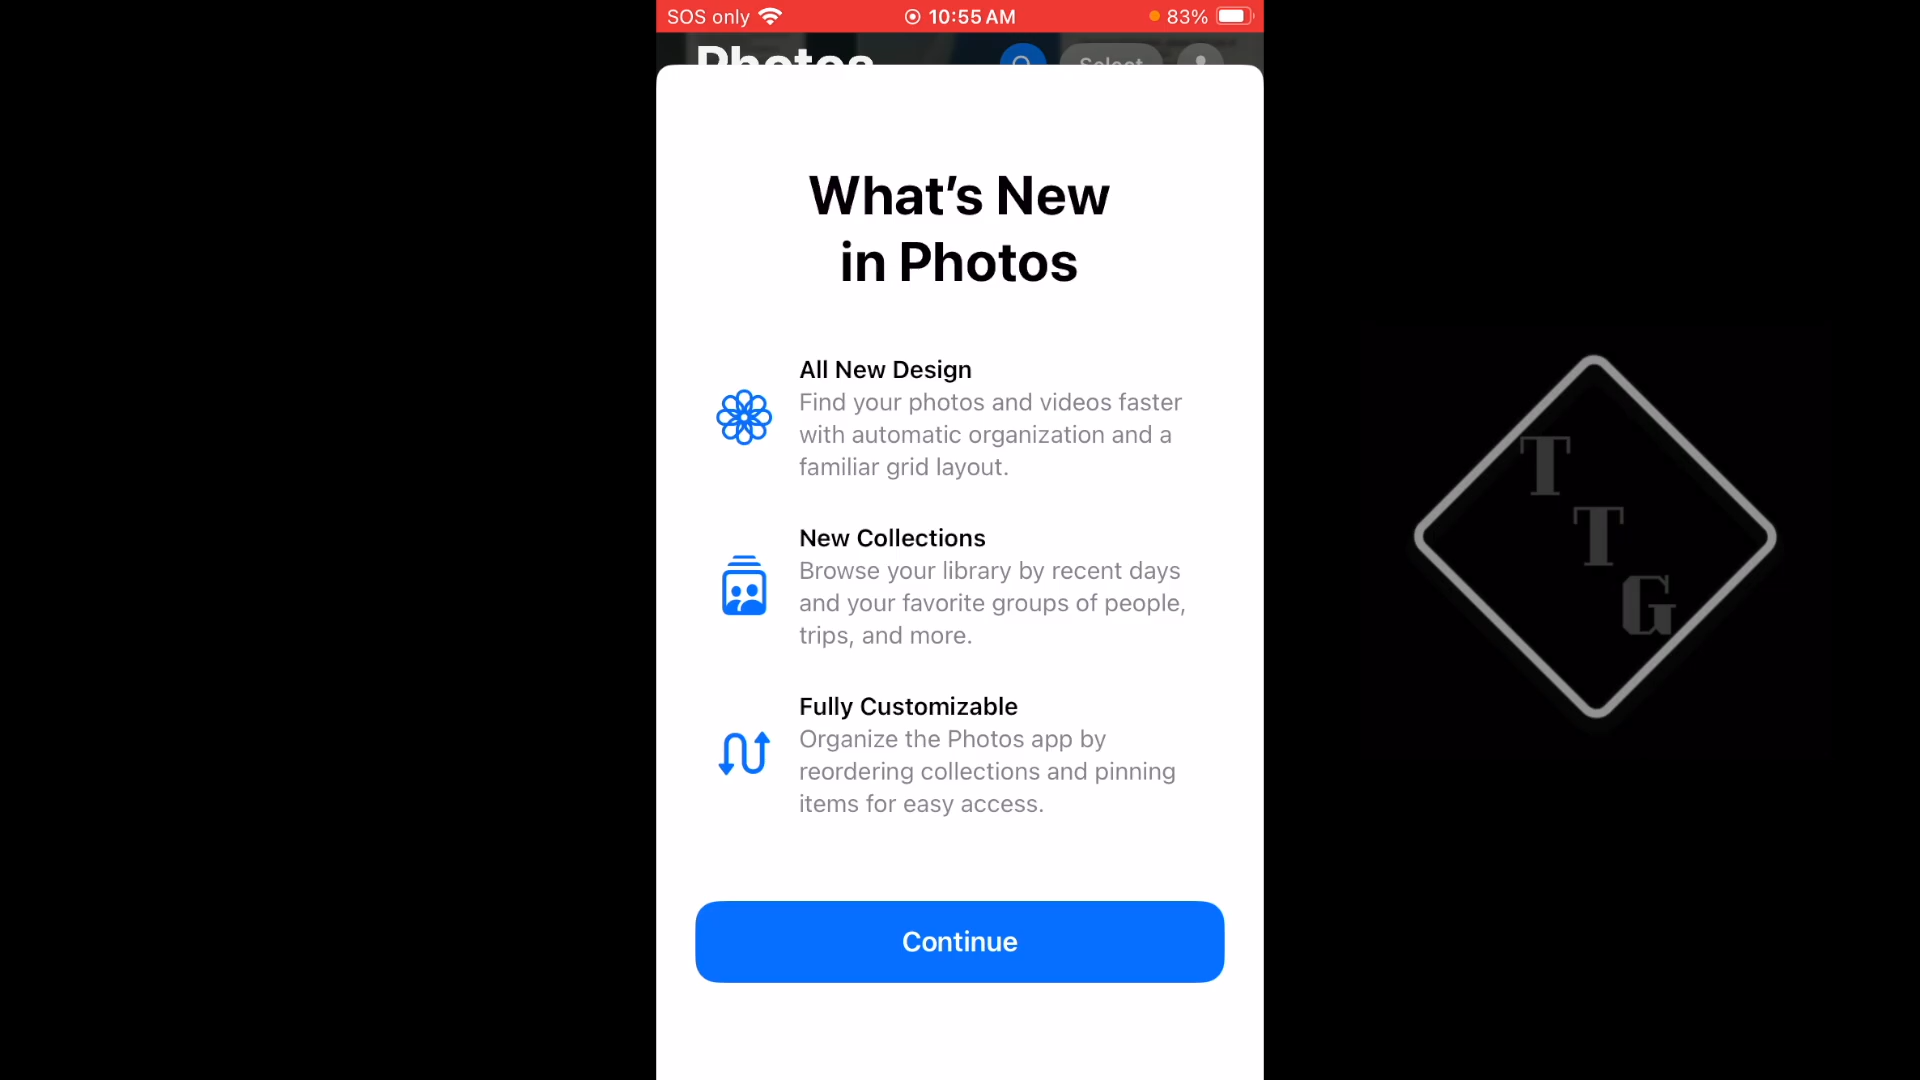 SOS only
10:55 AM
83%
Photos
Select
What's New
in Photos
All New Design
Find your photos and videos faster
with automatic organization and a
familiar grid layout.
New Collections
Browse your library by recent days
and your favorite groups of people,
trips, and more.
Fully Customizable
Organize the Photos app by
reordering collections and pinning
items for easy access.
Continue
T
T
G